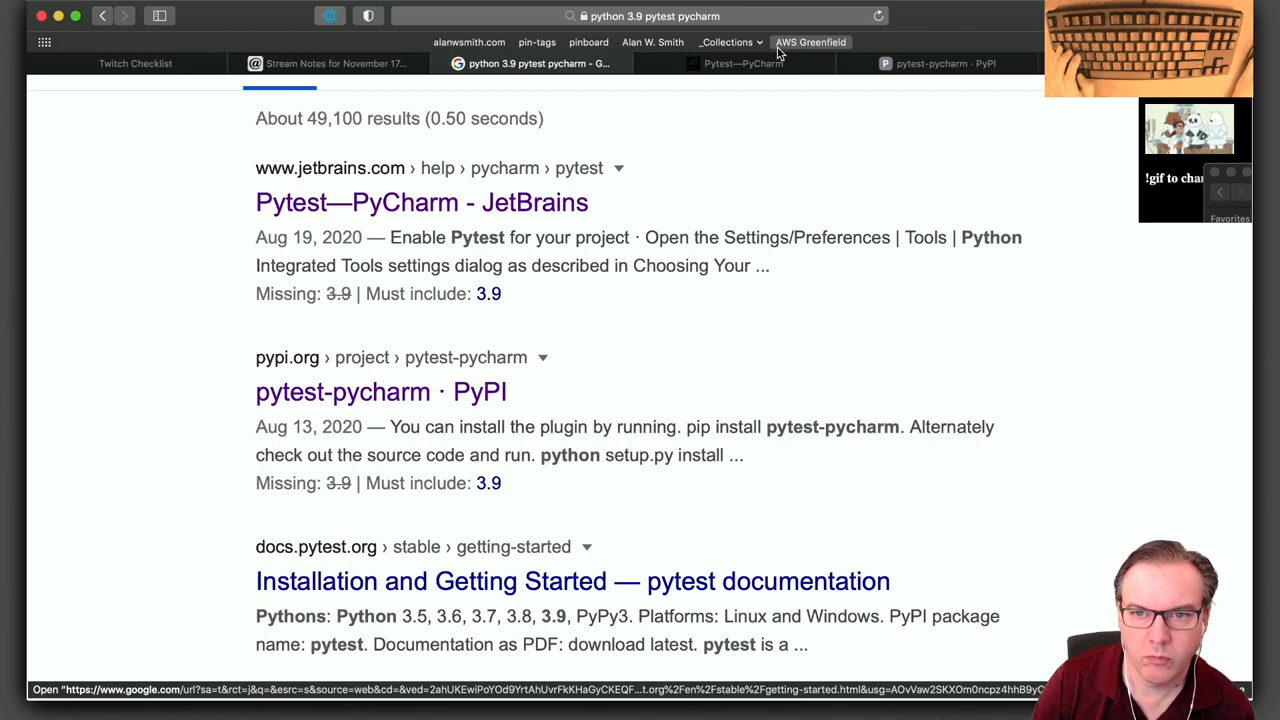 python 3.9 pytest pycharm
alanwsmith.com pin-tags pinboard Alan W. Smith _Collections AWS Greenfield
Twitch Checklist Stream Notes for November 17... python 3.9 pytest pycharm - G... Pytest—PyCharm pytest-pycharm · PyPI
About 49,100 results (0.50 seconds)
www.jetbrains.com › help › pycharm › pytest
Pytest—PyCharm - JetBrains
Aug 19, 2020 — Enable Pytest for your project · Open the Settings/Preferences | Tools | Python
Integrated Tools settings dialog as described in Choosing Your ...
Missing: 3.9 | Must include: 3.9
pypi.org › project › pytest-pycharm
pytest-pycharm · PyPI
Aug 13, 2020 — You can install the plugin by running. pip install pytest-pycharm. Alternately
check out the source code and run. python setup.py install ...
Missing: 3.9 | Must include: 3.9
docs.pytest.org › stable › getting-started
Installation and Getting Started — pytest documentation
Pythons: Python 3.5, 3.6, 3.7, 3.8, 3.9, PyPy3. Platforms: Linux and Windows. PyPI package
name: pytest. Documentation as PDF: download latest. pytest is a ...
!gif to char
Favorites